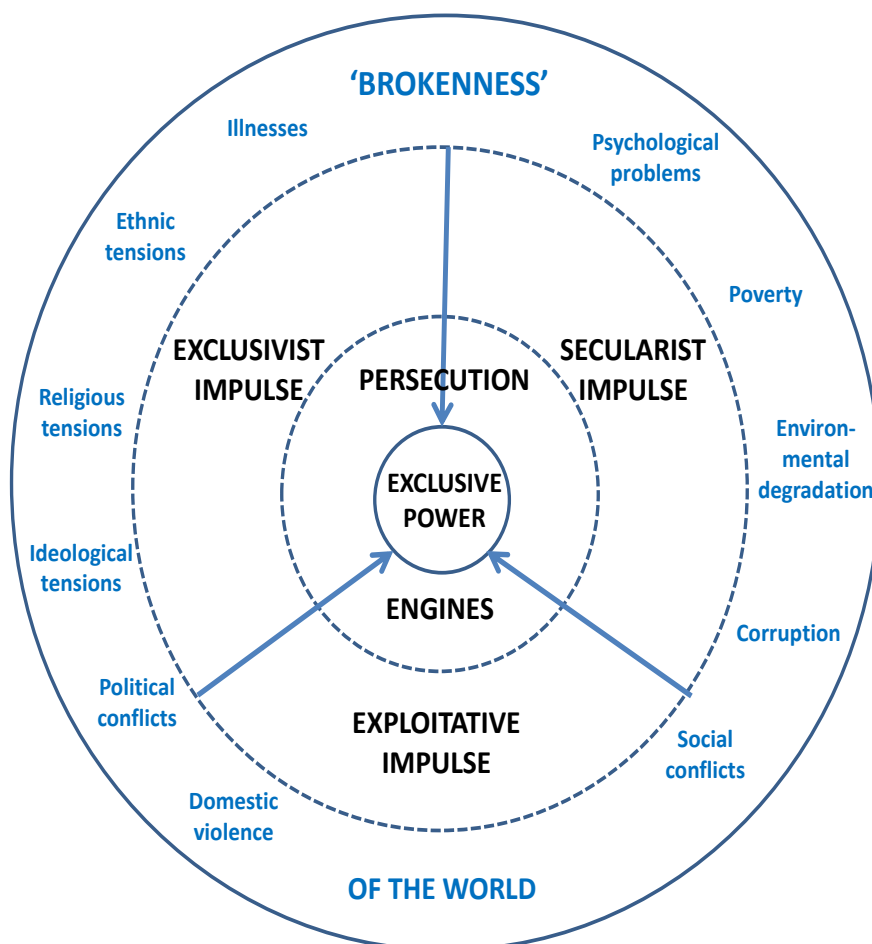 ‘BROKENNESS’
Illnesses
Psychological
problems
Ethnic
tensions
Poverty
EXCLUSIVIST
IMPULSE
SECULARIST
IMPULSE
PERSECUTION
Religious
tensions
Environ-
mental
degradation
EXCLUSIVE
POWER
Ideological
tensions
ENGINES
Corruption
Political
conflicts
EXPLOITATIVE
IMPULSE
Social
conflicts
Domestic
violence
OF THE WORLD